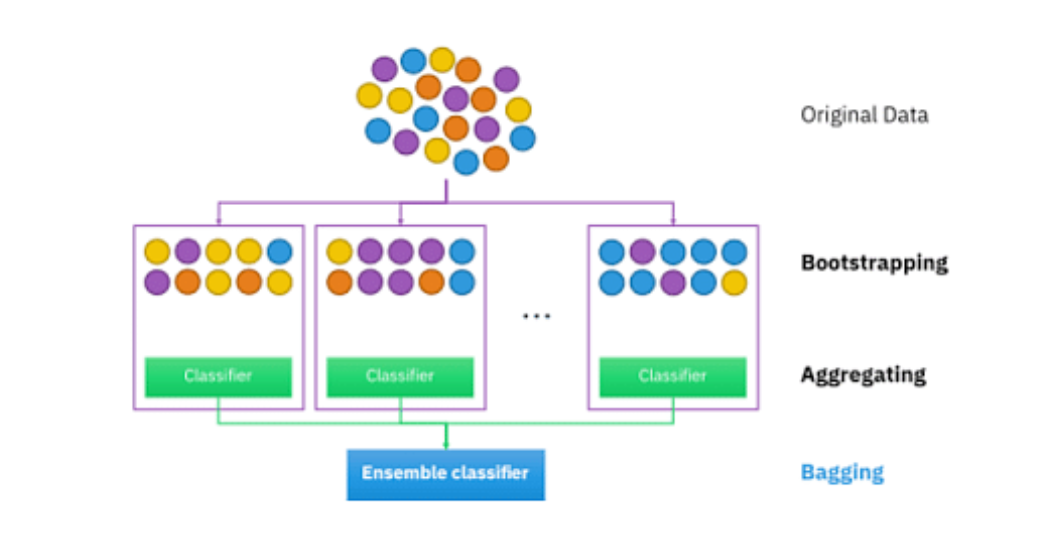 Original Data
Bootstrapping
...
Classifier
Classifier
Classifier
Aggregating
Ensemble classifier
Bagging